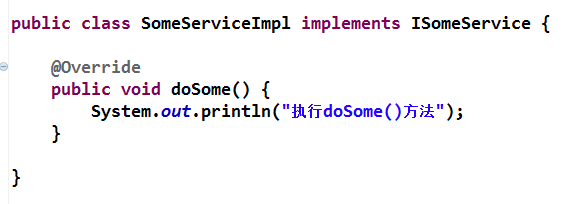 public class SomeServiceImpl implements ISomeService {
@Override
public void doSome() {
System.out.println("执行doSome()方法");
}
}